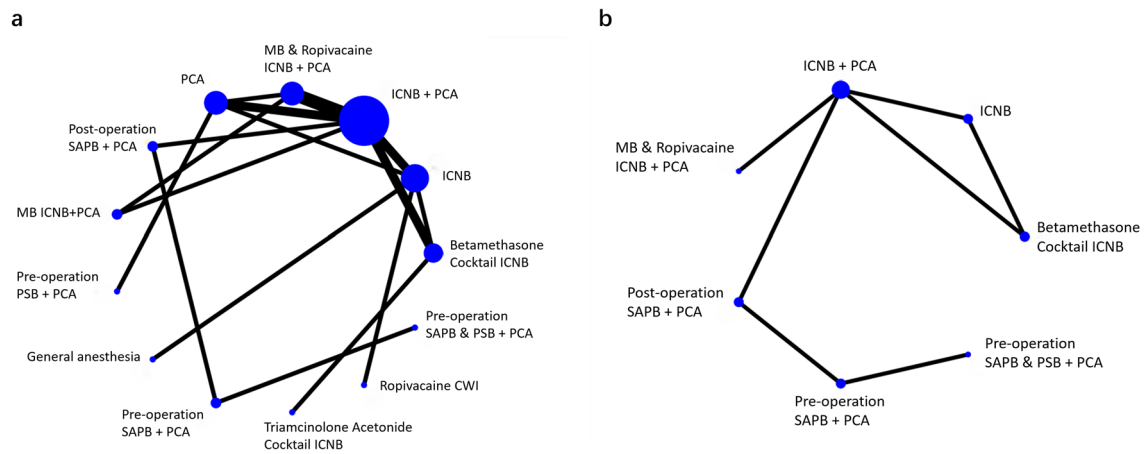 a
MB & Ropivacaine
ICNB + PCA
PCA
ICNB + PCA
Post-operation
SAPB + PCA
ICNB
MB ICNB+PCA
Betamethasone
Cocktail ICNB
Pre-operation
PSB + PCA
Pre-operation
SAPB & PSB + PCA
General anesthesia
Ropivacaine CWI
Pre-operation
SAPB + PCA
Triamcinolone Acetonide
Cocktail ICNB
b
ICNB + PCA
ICNB
MB & Ropivacaine
ICNB + PCA
Betamethasone
Cocktail ICNB
Post-operation
SAPB + PCA
Pre-operation
SAPB & PSB + PCA
Pre-operation
SAPB + PCA